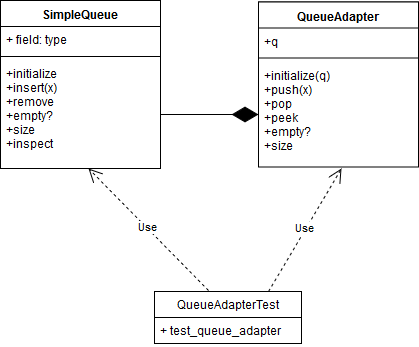 SimpleQueue
+ field: type
+initialize
+insert(x)
+remove
+empty?
+size
+inspect
QueueAdapter
+q
+initialize(q)
+push(x)
+pop
+peek
+empty?
+size
Use
Use
QueueAdapterTest
+ test_queue_adapter